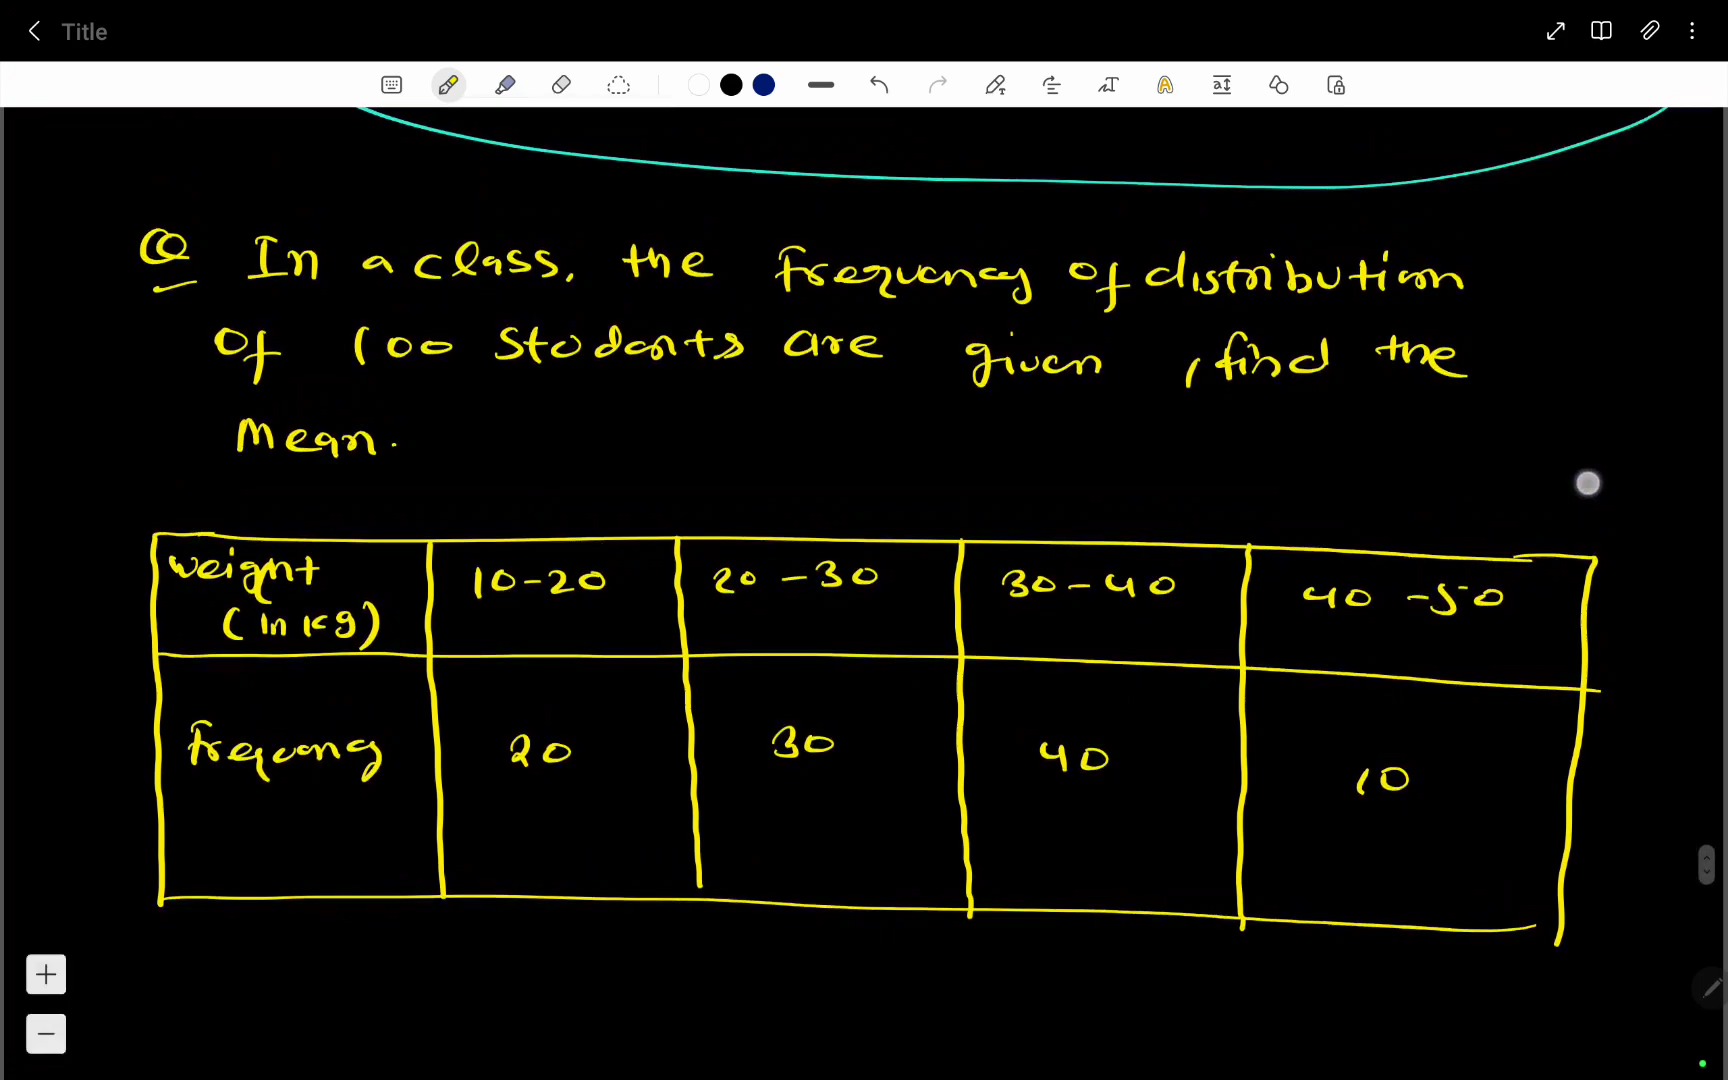 Title
Q In a class, the frequency of distribution
of 100 students are given, find the
Mean.
weight 10-20 20-30 30-40 40-50
(in kg)
frequency 20 30 40 10